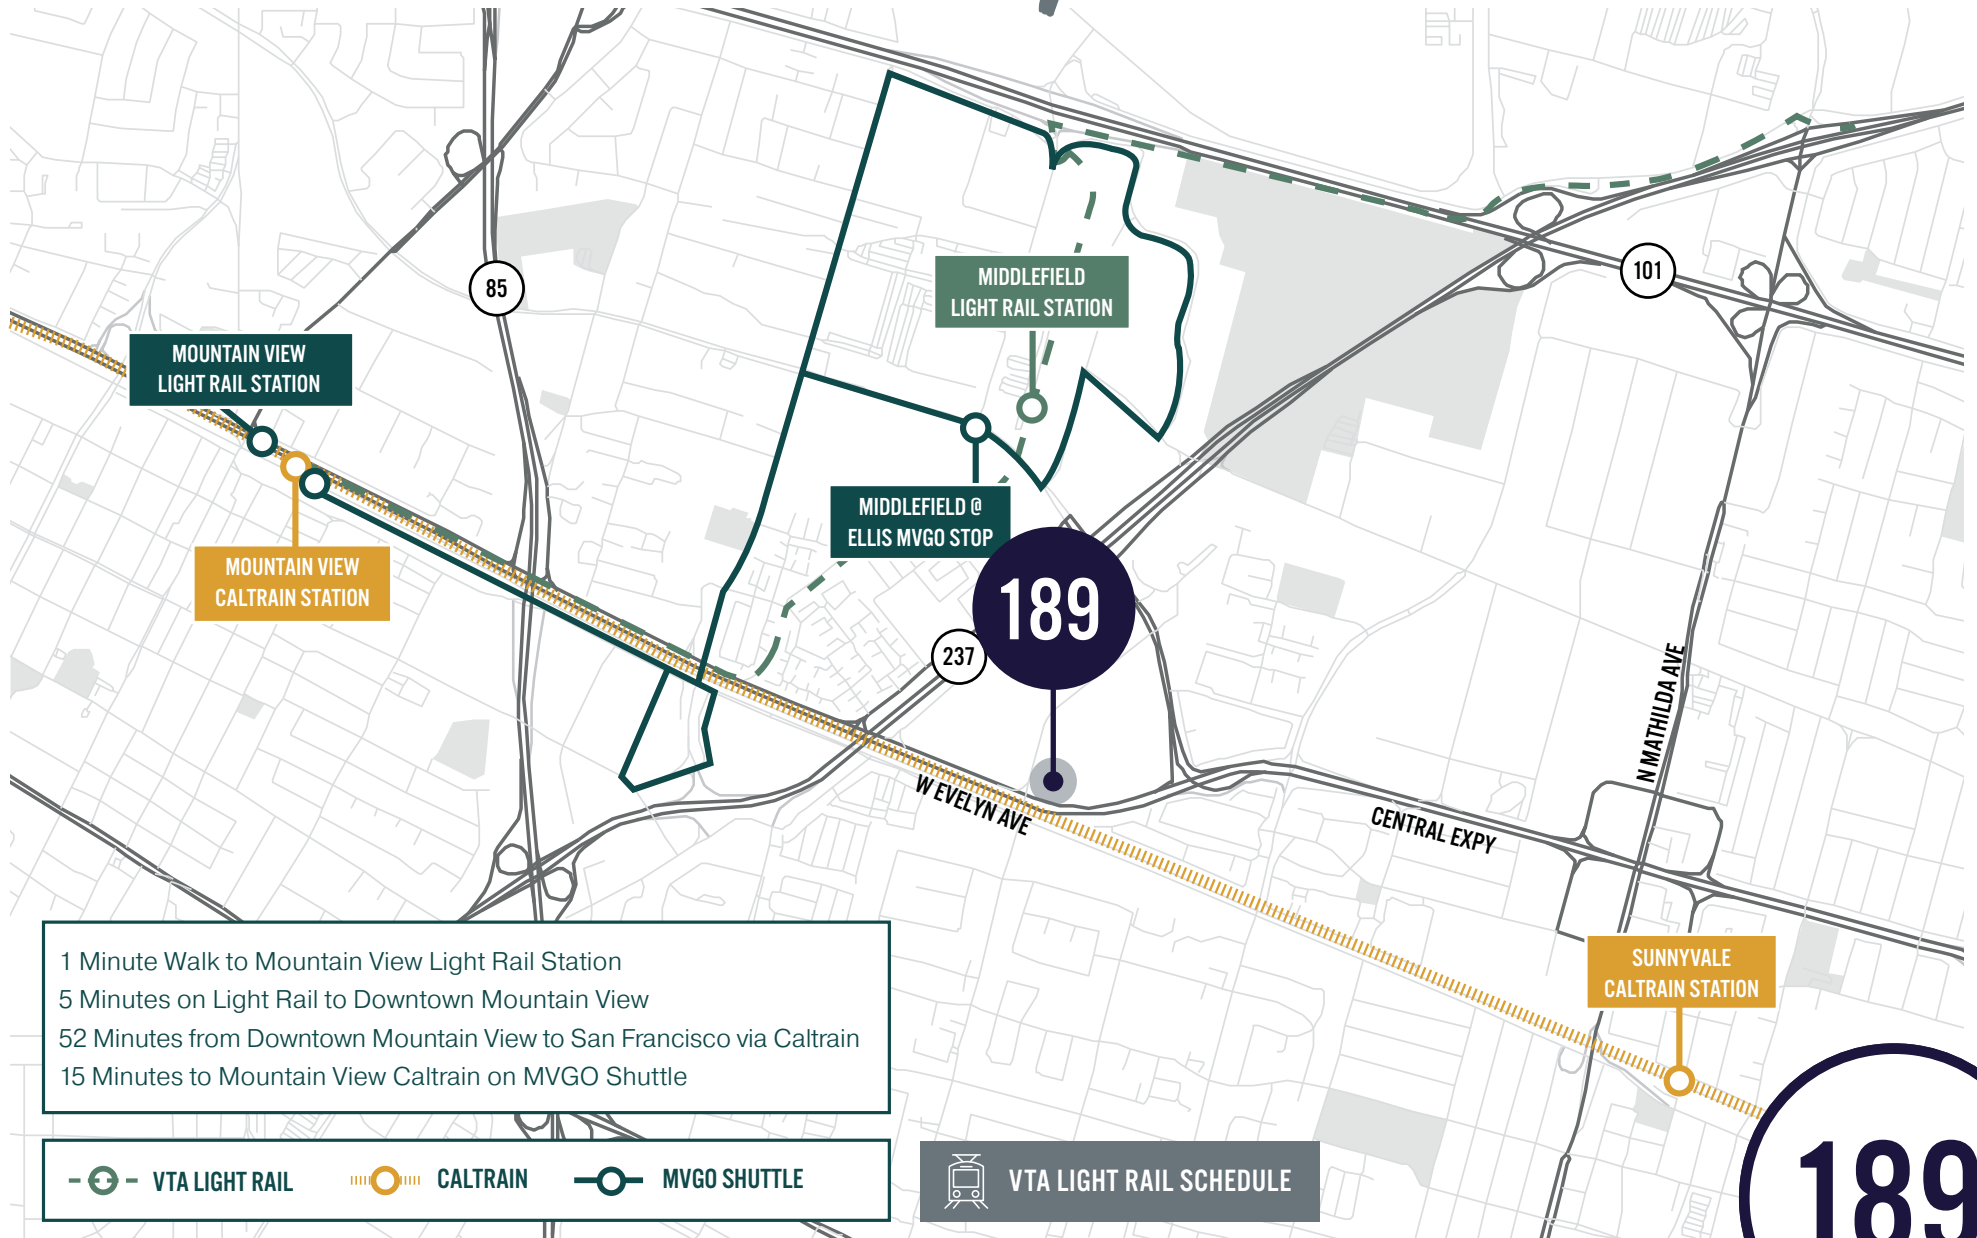 85
101
MIDDLEFIELD
LIGHT RAIL STATION
MOUNTAIN VIEW
LIGHT RAIL STATION
MIDDLEFIELD @
ELLIS MVGO STOP
MOUNTAIN VIEW
CALTRAIN STATION
189
237
N MATHILDA AVE
W EVELYN AVE
CENTRAL EXPY
SUNNYVALE
CALTRAIN STATION
1 Minute Walk to Mountain View Light Rail Station
5 Minutes on Light Rail to Downtown Mountain View
52 Minutes from Downtown Mountain View to San Francisco via Caltrain
15 Minutes to Mountain View Caltrain on MVGO Shuttle
VTA LIGHT RAIL
CALTRAIN
MVGO SHUTTLE
VTA LIGHT RAIL SCHEDULE
189